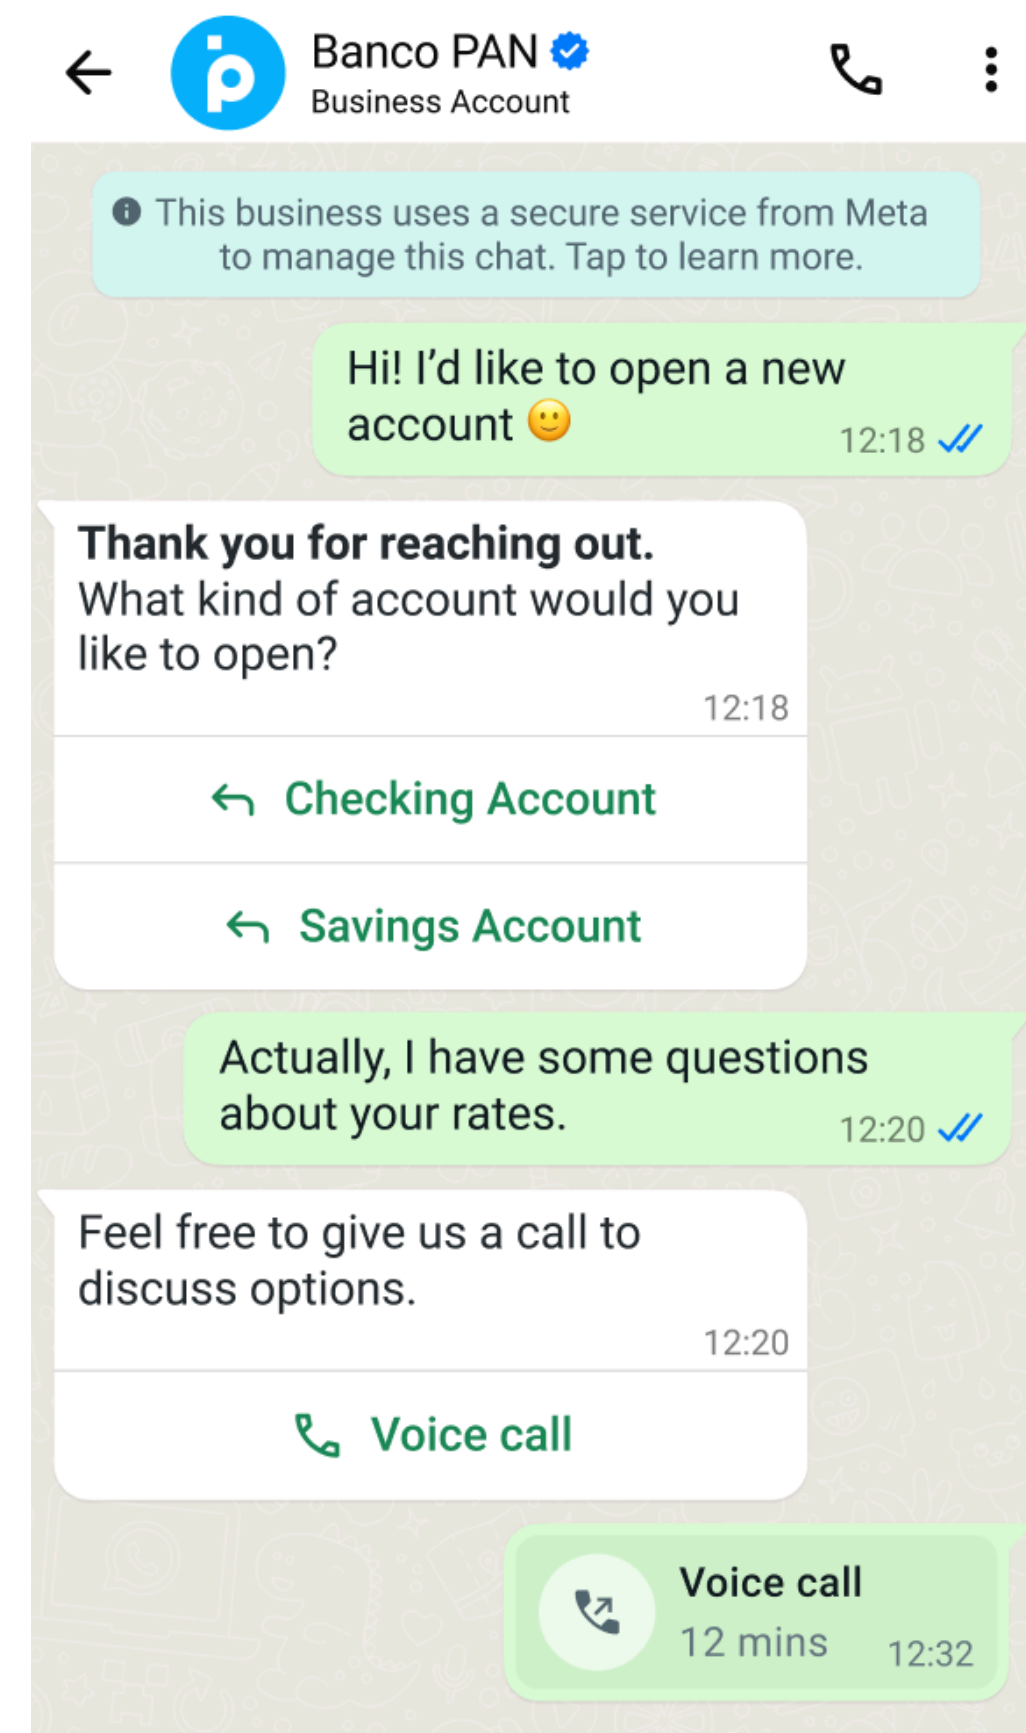 Banco PAN
Business Account
This business uses a secure service from Meta
to manage this chat. Tap to learn more.
Hi! I’d like to open a new
account 🙂
12:18
Thank you for reaching out.
What kind of account would you
like to open?
12:18
Checking Account
Savings Account
Actually, I have some questions
about your rates.
12:20
Feel free to give us a call to
discuss options.
12:20
Voice call
Voice call
12 mins
12:32